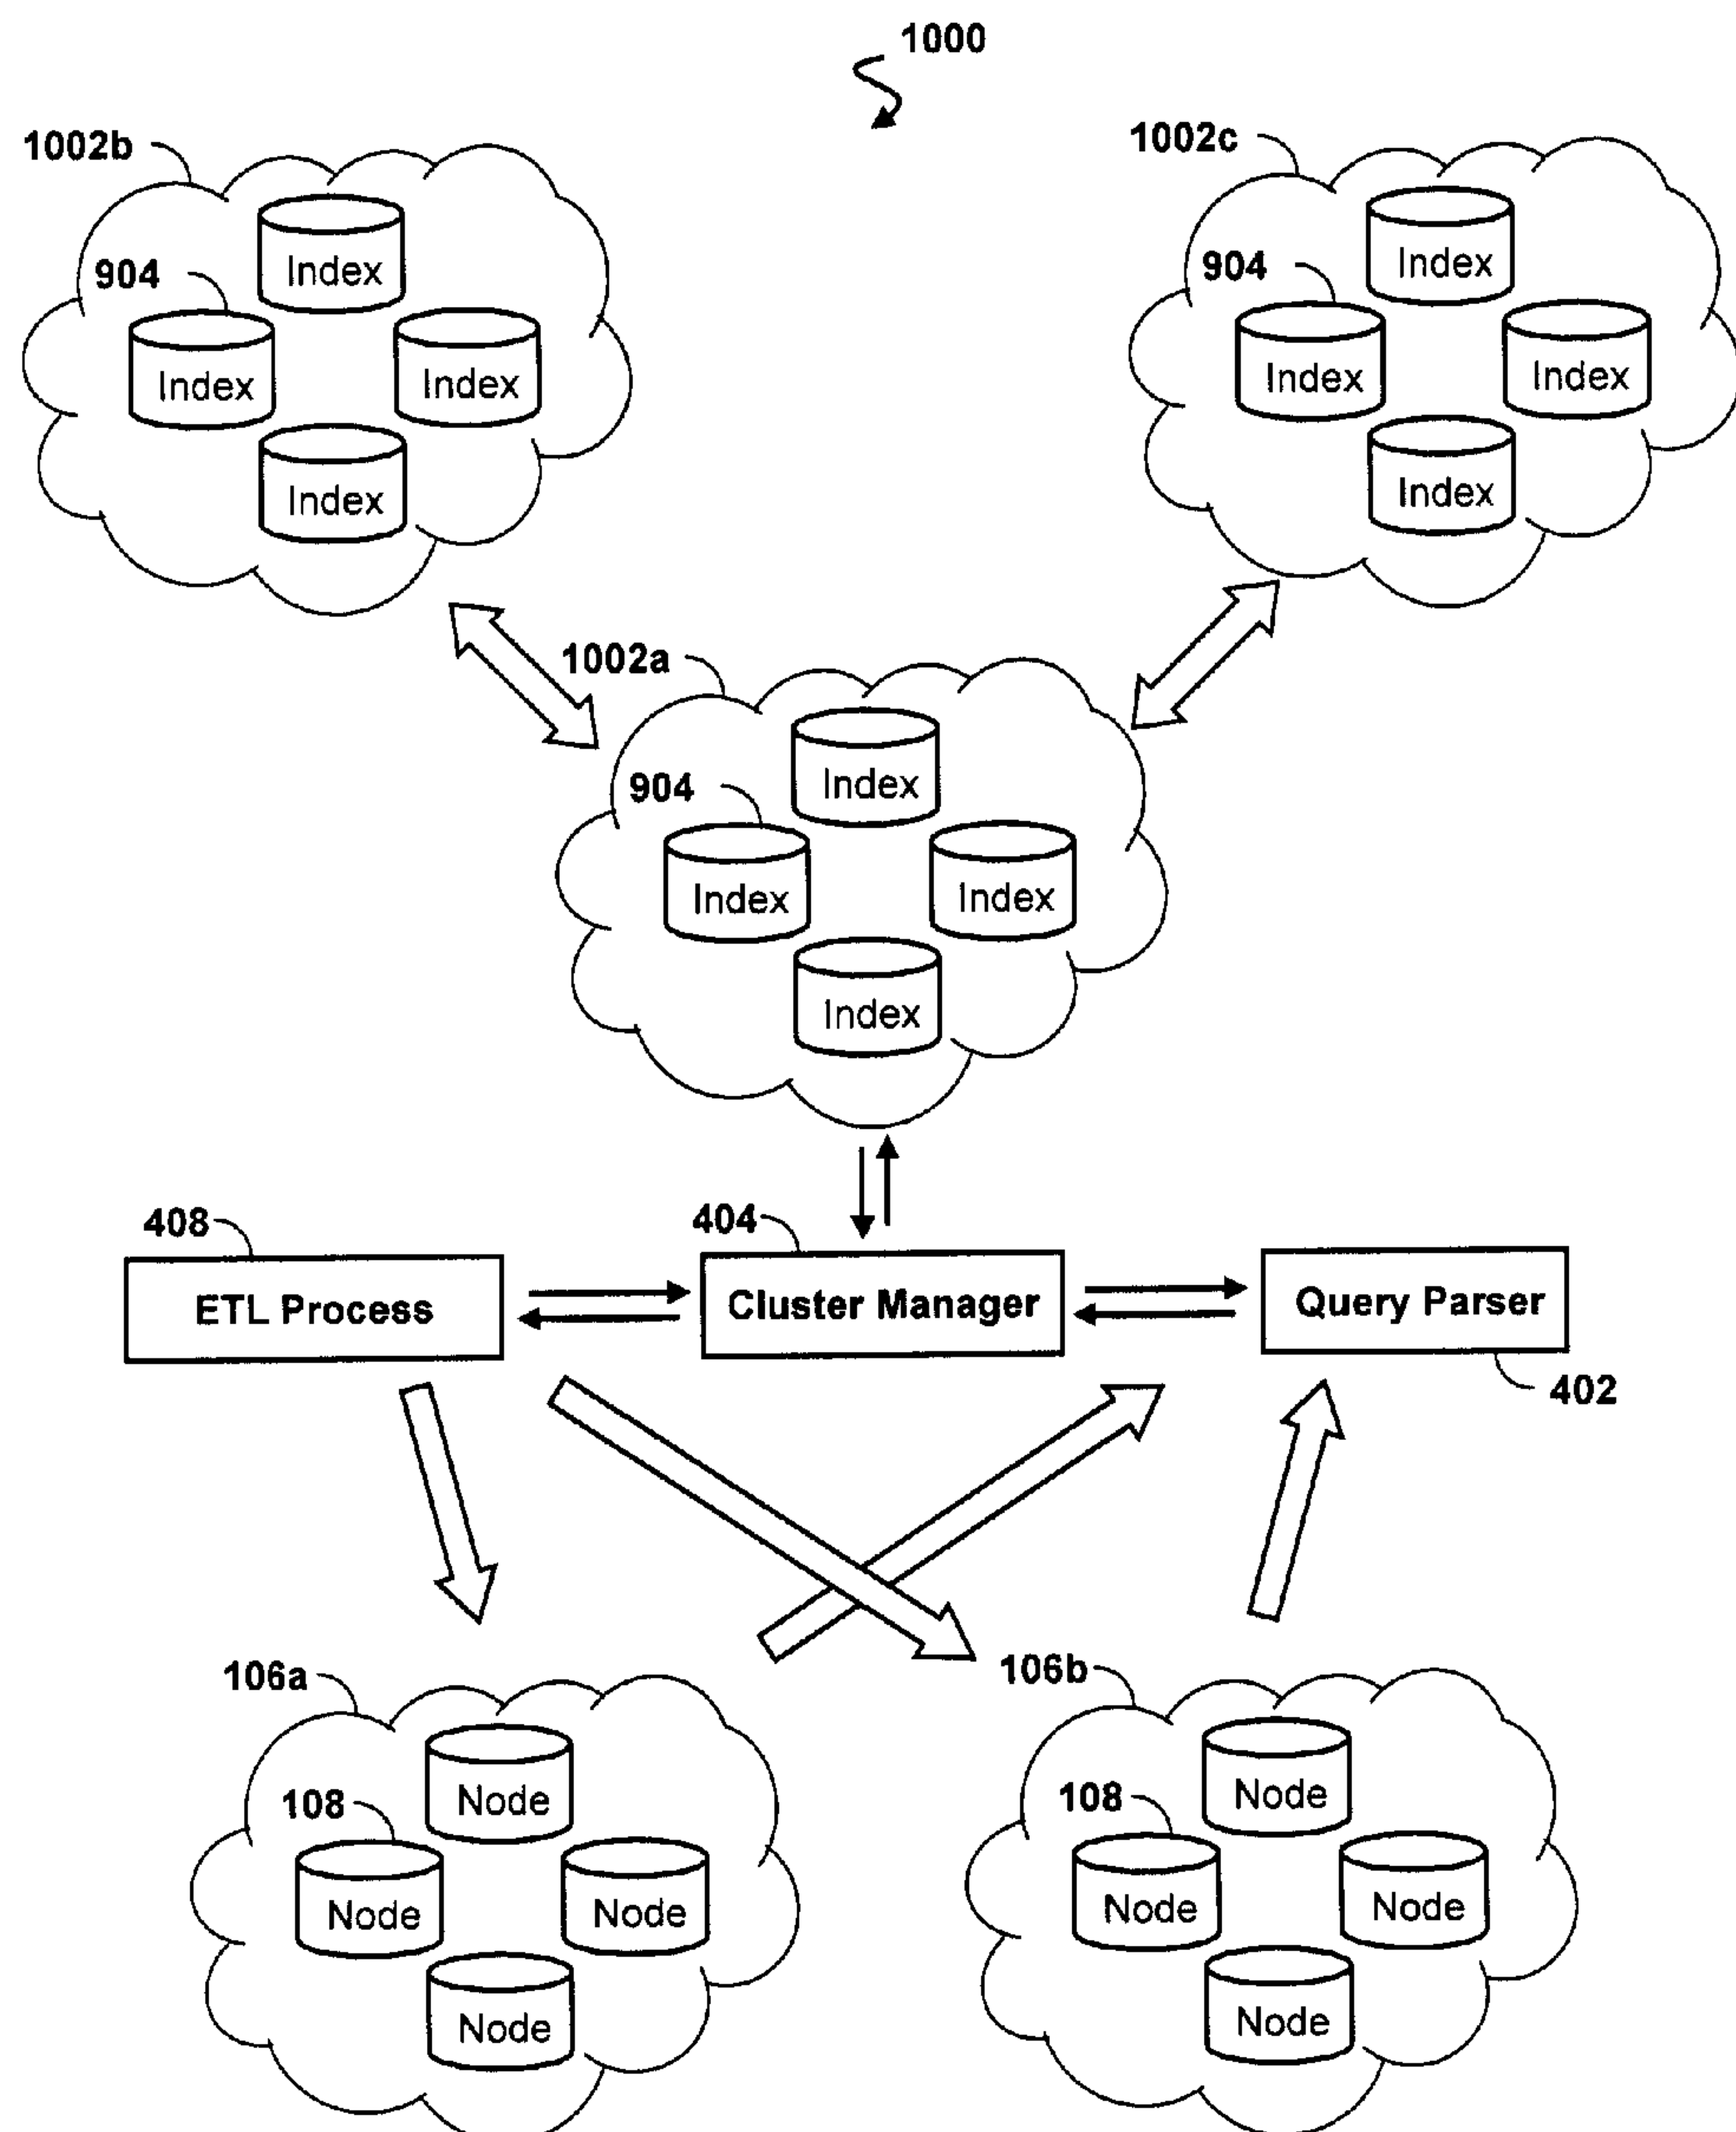 1000
1002b
1002c
Index
Index
904
904
Index
Index
Index
Index
Index
Index
1002a
Index
904
Index
Index
Index
408
404
ETL Process
Cluster Manager
Query Parser
402
106a
106b
Node
Node
108
108
Node
Node
Node
Node
Node
Node